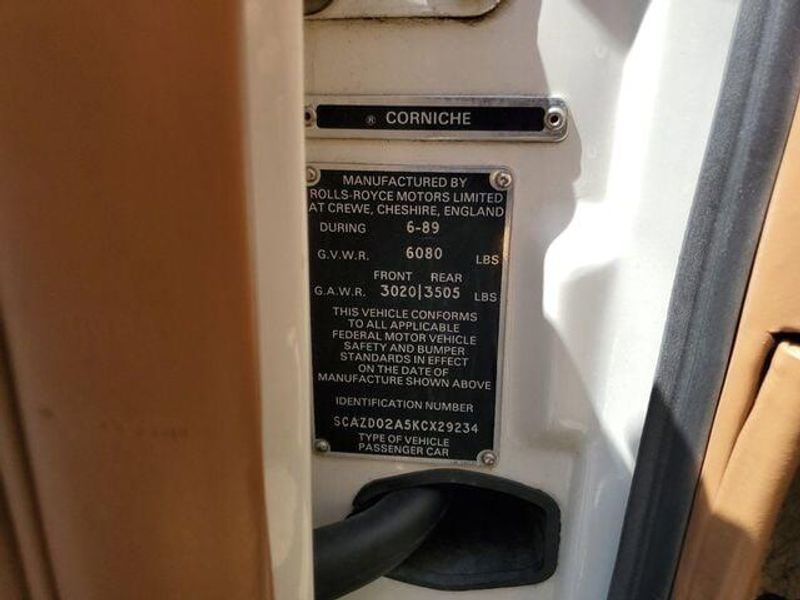 ® CORNICHE
MANUFACTURED BY
ROLLS-ROYCE MOTORS LIMITED
AT CREWE, CHESHIRE, ENGLAND
DURING 6-89
G.V.W.R. 6080 LBS
FRONT REAR
G.A.W.R. 3020|3505 LBS
THIS VEHICLE CONFORMS
TO ALL APPLICABLE
FEDERAL MOTOR VEHICLE
SAFETY AND BUMPER
STANDARDS IN EFFECT
ON THE DATE OF
MANUFACTURE SHOWN ABOVE
IDENTIFICATION NUMBER
SCAZD02A5KCX29234
TYPE OF VEHICLE
PASSENGER CAR